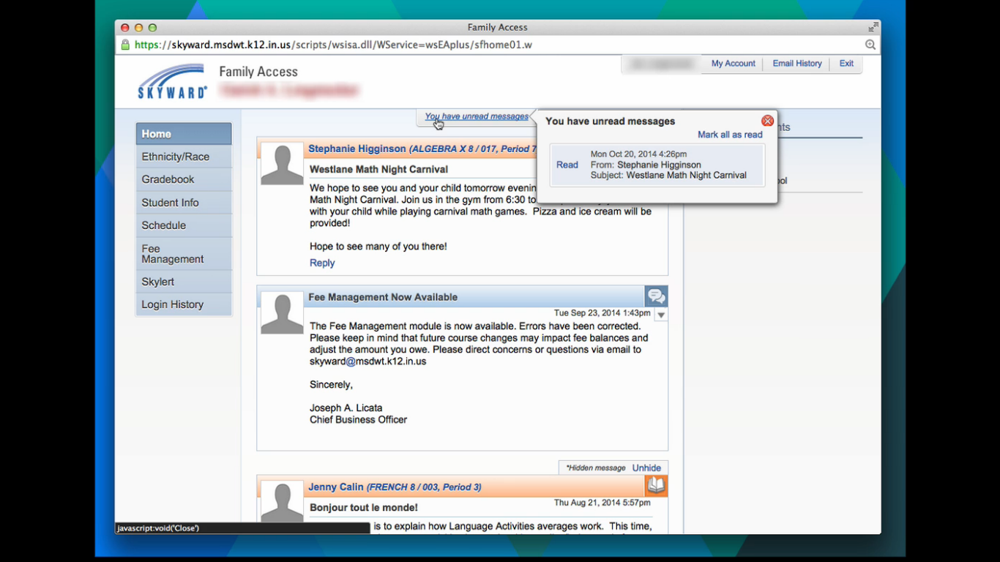 Family Access
https://skyward.msdwt.k12.in.us/scripts/wsisa.dll/WService=wsEAplus/sfhome01.w
SKYWARD
Family Access
My Account
Email History
Exit
Home
Ethnicity/Race
Gradebook
Student Info
Schedule
Fee
Management
Skylert
Login History
You have unread messages
You have unread messages
Mark all as read
Read
Mon Oct 20, 2014 4:26pm
From: Stephanie Higginson
Subject: Westlane Math Night Carnival
Stephanie Higginson (ALGEBRA X 8 / 017, Period 7
Westlane Math Night Carnival
We hope to see you and your child tomorrow
Math Night Carnival. Join us in the gym from 6:30 to
with your child while playing carnival math games. Pizza and ice cream will be
provided!
Hope to see many of you there!
Reply
Fee Management Now Available
Tue Sep 23, 2014 1:43pm
The Fee Management module is now available. Errors have been corrected.
Please keep in mind that future course changes may impact fee balances and
adjust the amount you owe. Please direct concerns or questions via email to
skyward@msdwt.k12.in.us
Sincerely,
Joseph A. Licata
Chief Business Officer
*Hidden message Unhide
Jenny Calin (FRENCH 8 / 003, Period 3)
Thu Aug 21, 2014 5:57pm
Bonjour tout le monde!
is to explain how Language Activities averages work. This time,
javascript:void('Close')